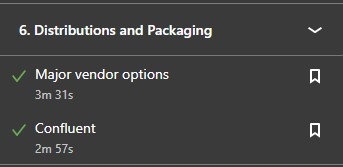 6. Distributions and Packaging
Major vendor options
3m 31s
Confluent
2m 57s